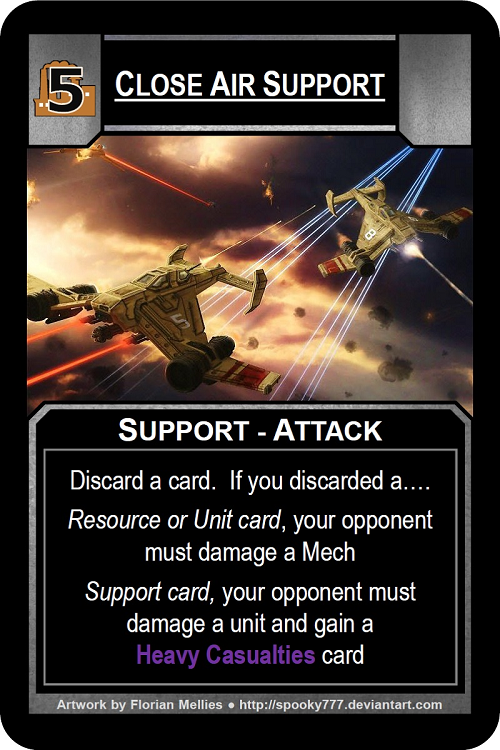 5
CLOSE AIR SUPPORT
8
5
SUPPORT - ATTACK
Discard a card.  If you discarded a....
Resource or Unit card, your opponent
must damage a Mech
Support card, your opponent must
damage a unit and gain a
Heavy Casualties card
Artwork by Florian Mellies ● http://spooky777.deviantart.com